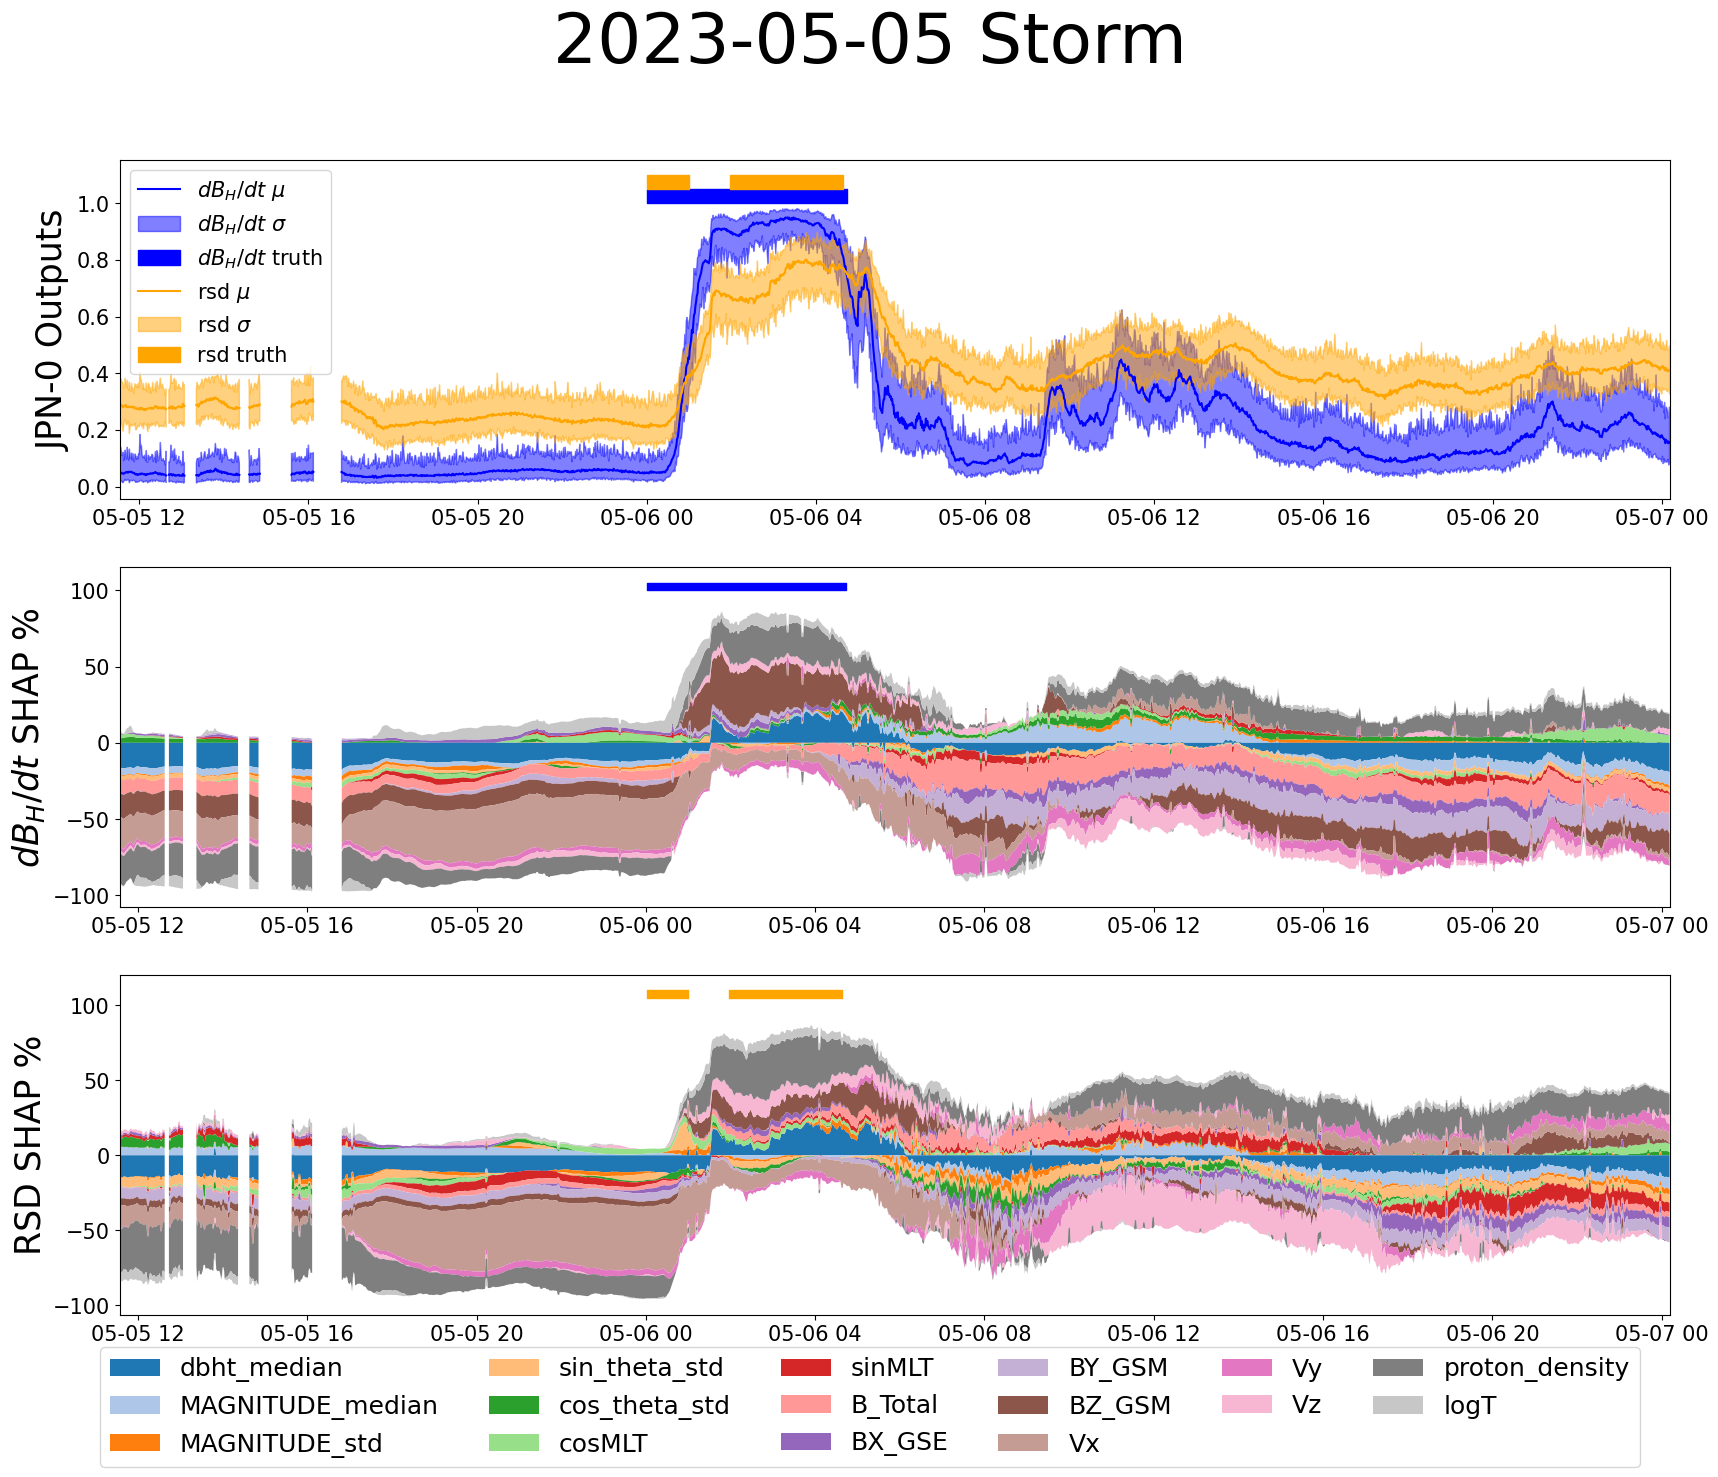 2023-05-05 Storm
JPN-0 Outputs
1.0
0.8
0.6
0.4
0.2
0.0
dB_H/dt μ
dB_H/dt σ
dB_H/dt truth
rsd μ
rsd σ
rsd truth
05-05 12 05-05 16 05-05 20 05-06 00 05-06 04 05-06 08 05-06 12 05-06 16 05-06 20 05-07 00
dB_H/dt SHAP %
100
50
0
−50
−100
05-05 12 05-05 16 05-05 20 05-06 00 05-06 04 05-06 08 05-06 12 05-06 16 05-06 20 05-07 00
RSD SHAP %
100
50
0
−50
−100
05-05 12 05-05 16 05-05 20 05-06 00 05-06 04 05-06 08 05-06 12 05-06 16 05-06 20 05-07 00
dbht_median sin_theta_std sinMLT BY_GSM Vy proton_density
MAGNITUDE_median cos_theta_std B_Total BZ_GSM Vz logT
MAGNITUDE_std cosMLT BX_GSE Vx